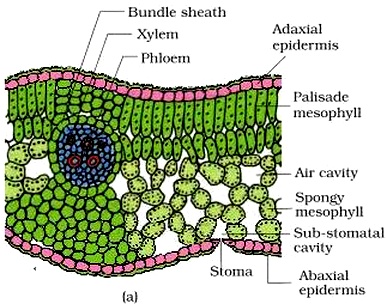 Bundle sheath
Xylem
Phloem
Adaxial
epidermis
Palisade
mesophyll
Air cavity
Spongy
mesophyll
Sub-stomatal
cavity
Stoma
Abaxial
epidermis
(a)